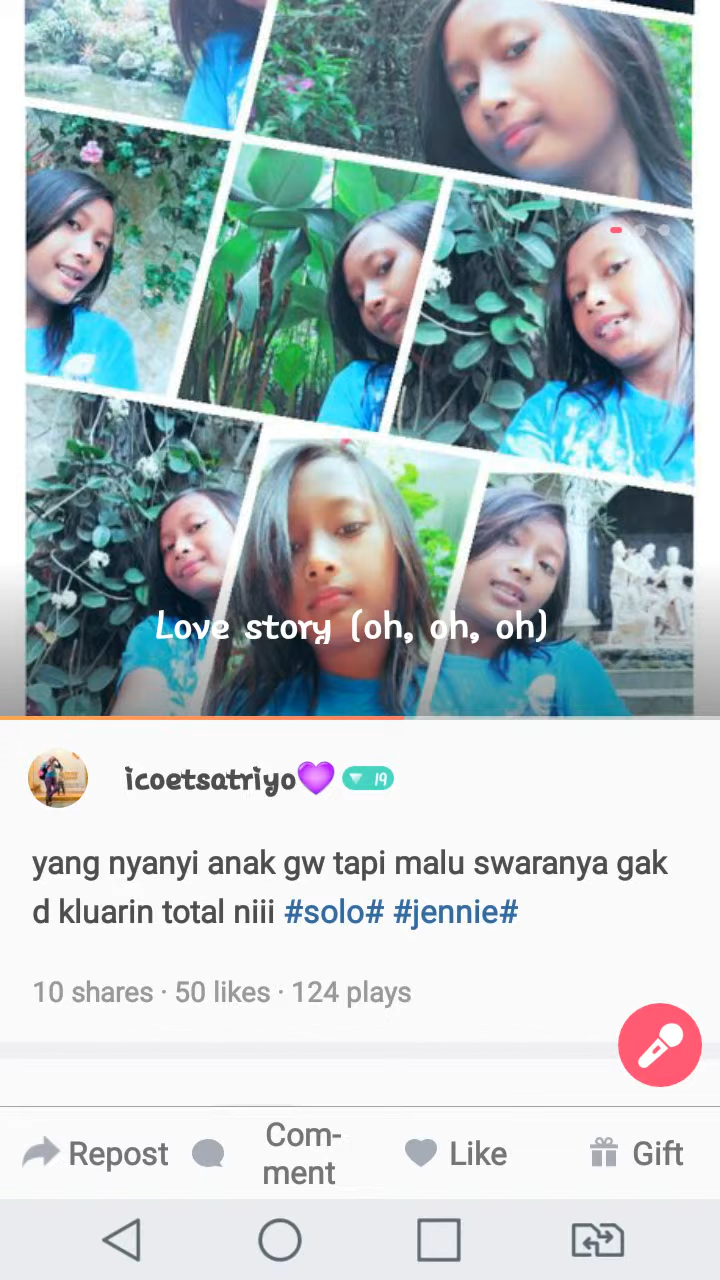 Love story (oh, oh, oh)
icoetsatriyo💜 19
yang nyanyi anak gw tapi malu swaranya gak
d kluarin total niii #solo# #jennie#
10 shares · 50 likes · 124 plays
Repost
Com-
ment
Like
Gift